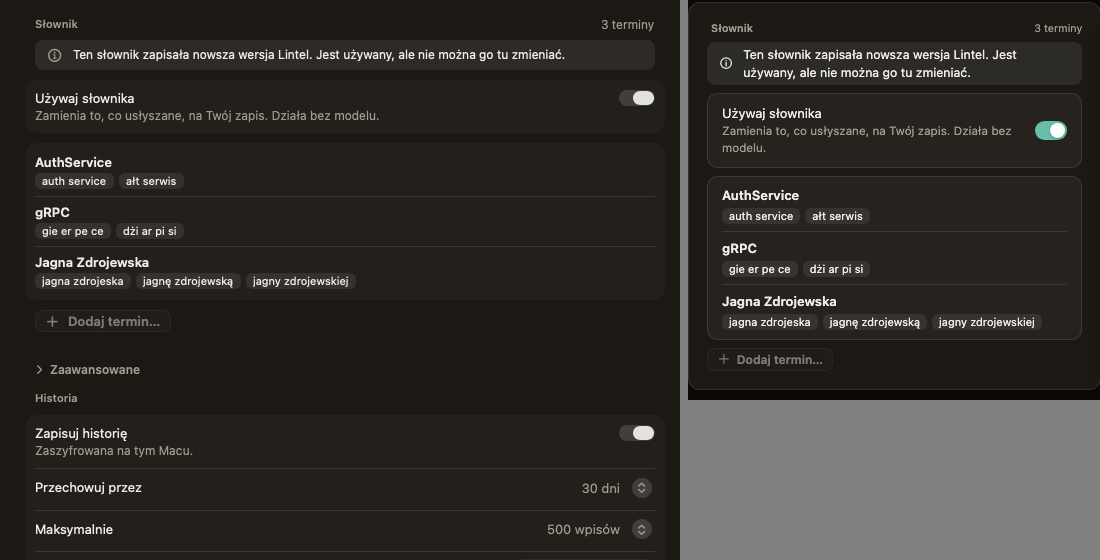 Słownik
3 terminy
Ten słownik zapisała nowsza wersja Lintel. Jest używany, ale nie można go tu zmieniać.
Używaj słownika
Zamienia to, co usłyszane, na Twój zapis. Działa bez modelu.
AuthService
auth service
ałt serwis
gRPC
gie er pe ce
dżi ar pi si
Jagna Zdrojewska
jagna zdrojeska
jagnę zdrojewską
jagny zdrojewskiej
+ Dodaj termin...
Zaawansowane
Historia
Zapisuj historię
Zaszyfrowana na tym Macu.
Przechowuj przez
30 dni
Maksymalnie
500 wpisów
Słownik
3 terminy
Ten słownik zapisała nowsza wersja Lintel. Jest
używany, ale nie można go tu zmieniać.
Używaj słownika
Zamienia to, co usłyszane, na Twój zapis. Działa bez
modelu.
AuthService
auth service
ałt serwis
gRPC
gie er pe ce
dżi ar pi si
Jagna Zdrojewska
jagna zdrojeska
jagnę zdrojewską
jagny zdrojewskiej
+ Dodaj termin...